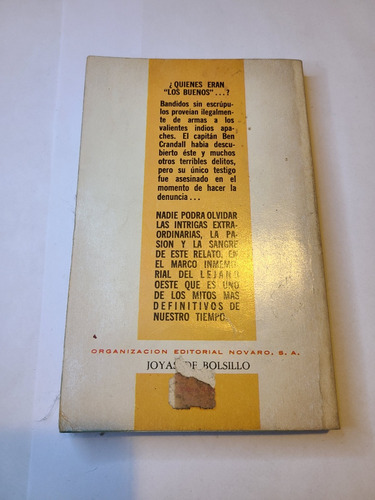 ¿QUIENES ERAN
"LOS BUENOS"...?
Bandidos sin escrúpu-
los proveían ilegalmen-
te de armas a los
valientes indios apa-
ches. El capitán Ben
Crandall había descu-
bierto éste y muchos
otros terribles delitos,
pero su único testigo
fue asesinado en el
momento de hacer la
denuncia...
NADIE PODRA OLVIDAR
LAS INTRIGAS EXTRA-
ORDINARIAS, LA PA-
SION Y LA SANGRE
DE ESTE RELATO. EN
EL MARCO INMEMO-
RIAL DEL LEJANO
OESTE QUE ES UNO
DE LOS MITOS MAS
DEFINITIVOS DE
NUESTRO TIEMPO.
ORGANIZACION EDITORIAL NOVARO, S. A.
JOYAS DE BOLSILLO